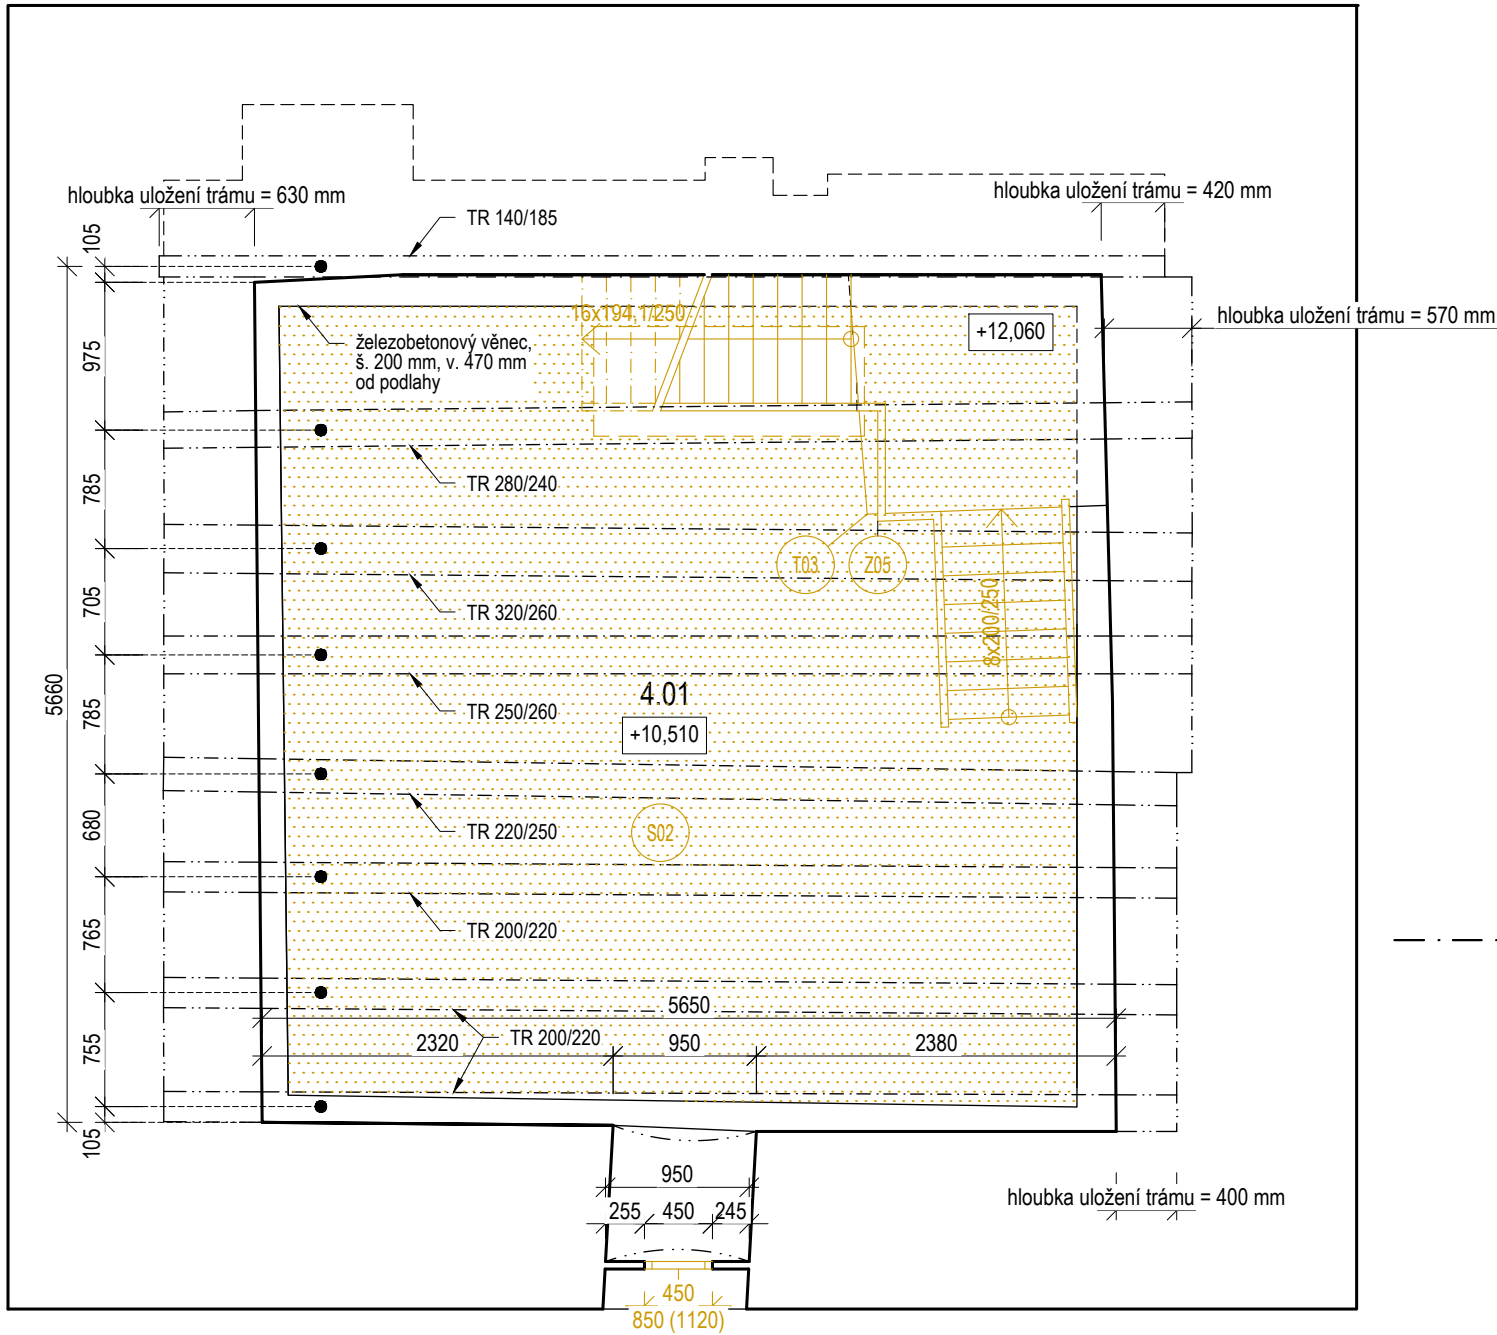 hloubka uložení trámu = 630 mm
hloubka uložení trámu = 420 mm
TR 140/185
105
16x194,1/250
+12,060
hloubka uložení trámu = 570 mm
železobetonový věnec,
š. 200 mm, v. 470 mm
od podlahy
975
785
TR 280/240
T03
Z05
705
TR 320/260
8x200/250
5660
785
4.01
TR 250/260
+10,510
680
TR 220/250
S02
765
TR 200/220
5650
755
2320
TR 200/220
950
2380
105
950
hloubka uložení trámu = 400 mm
255
450
245
450
850 (1120)